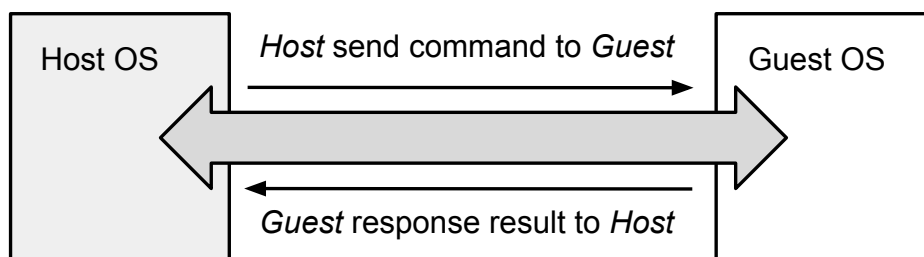 Host OS
Host send command to Guest
Guest OS
Guest response result to Host